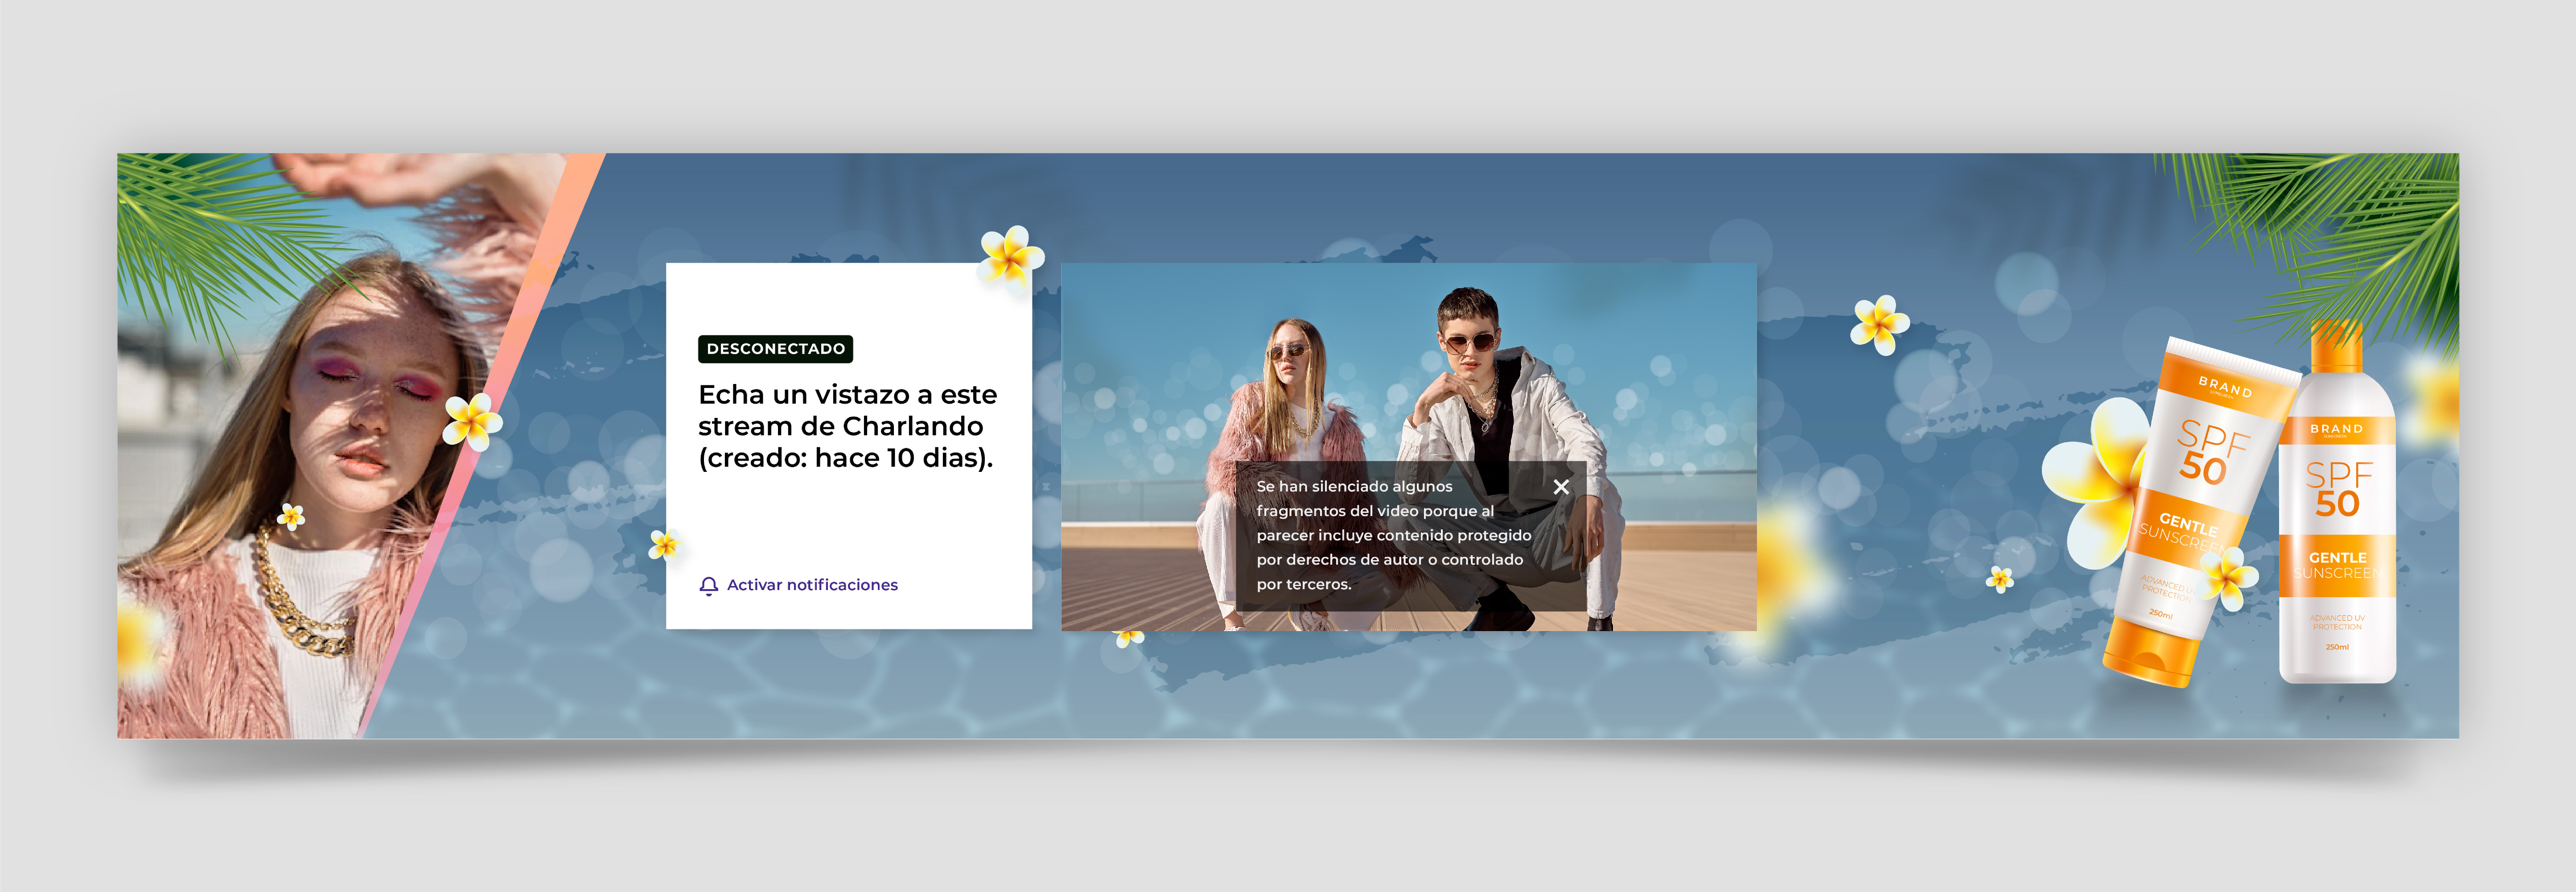 DESCONECTADO
Echa un vistazo a este
stream de Charlando
(creado: hace 10 dias).
Activar notificaciones
Se han silenciado algunos
fragmentos del video porque al
parecer incluye contenido protegido
por derechos de autor o controlado
por terceros.
BRAND
SPF
50
GENTLE
SUNSCREEN
ADVANCED UV
PROTECTION
250ml
BRAND
SUNSCREEN
SPF
50
GENTLE
SUNSCREEN
ADVANCED UV
PROTECTION
250ml